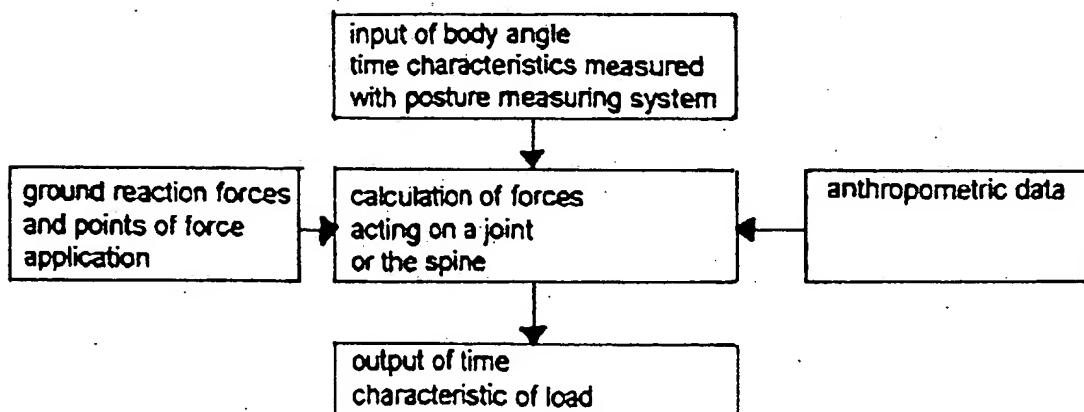 input of body angle
time characteristics measured
with posture measuring system
ground reaction forces
and points of force
application
calculation of forces
acting on a joint
or the spine
anthropometric data
output of time
characteristic of load